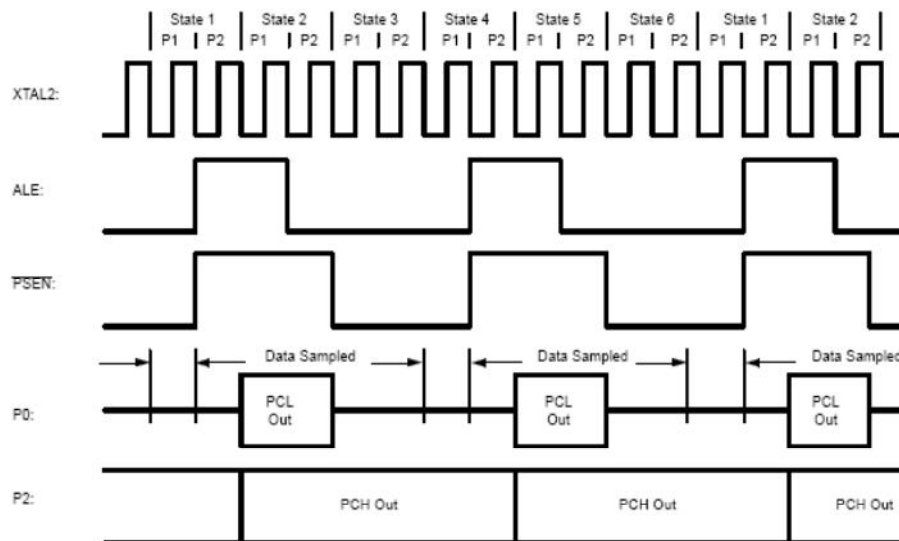 State 1 State 2 State 3 State 4 State 5 State 6 State 1 State 2
P1 P2 P1 P2 P1 P2 P1 P2 P1 P2 P1 P2 P1 P2 P1 P2
XTAL2:
ALE:
PSEN:
Data Sampled Data Sampled Data Sampled
P0:
PCL Out PCL Out PCL Out
P2:
PCH Out PCH Out PCH Out